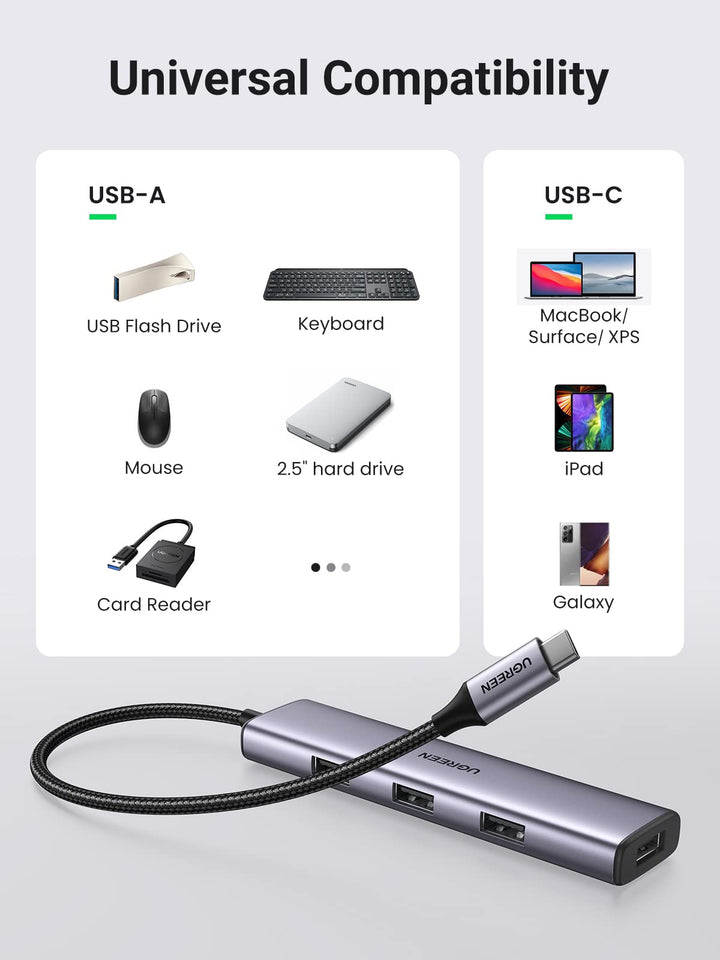 Universal Compatibility
USB-A
USB Flash Drive
Keyboard
Mouse
2.5" hard drive
Card Reader
USB-C
MacBook/
Surface/ XPS
iPad
Galaxy
UGREEN
UGREEN
UGREEN